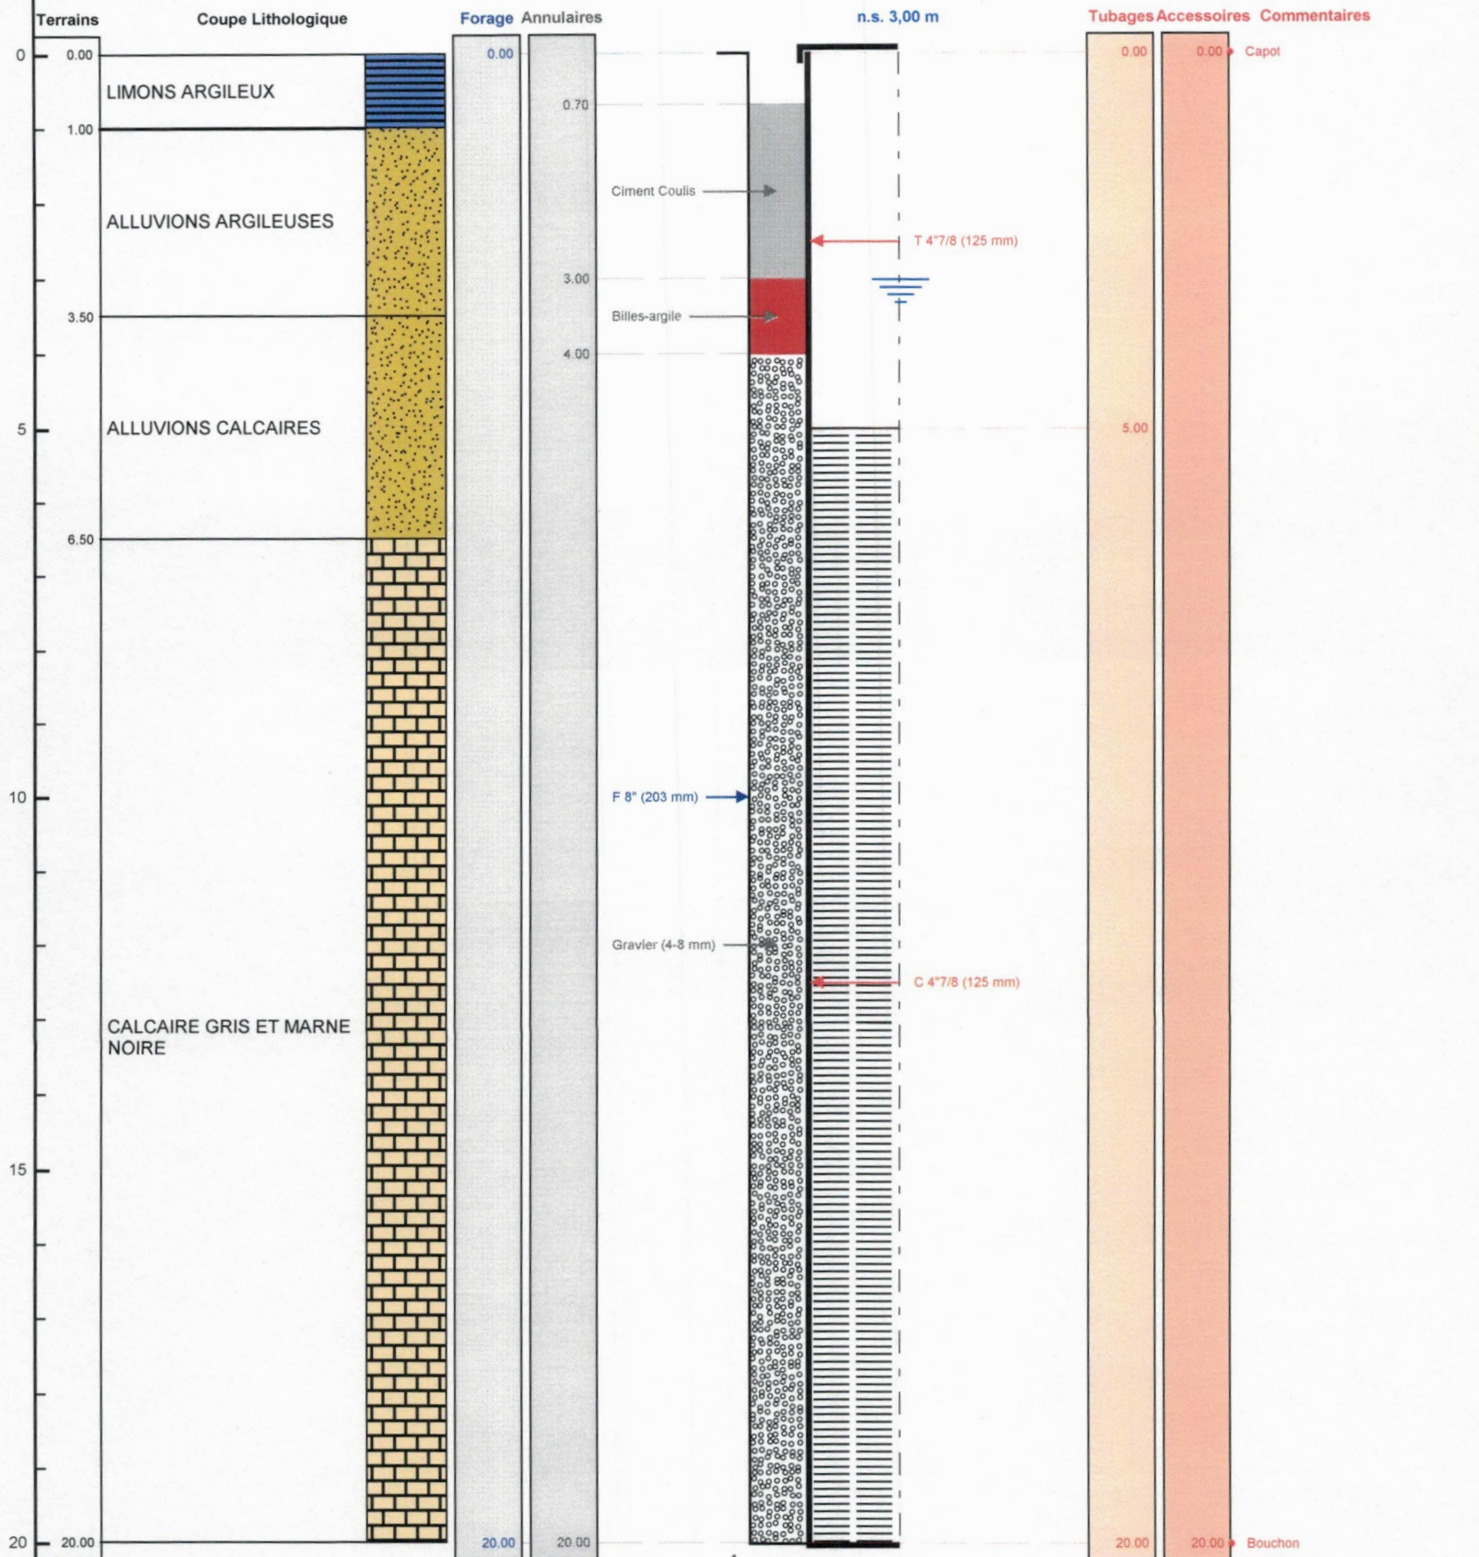 Terrains Coupe Lithologique Forage Annulaires n.s. 3,00 m Tubages Accessoires Commentaires
0 0.00 0.00 0.00 0.00 Capot
LIMONS ARGILEUX
0.70
1.00
Ciment Coulis
ALLUVIONS ARGILEUSES
T 4"7/8 (125 mm)
3.00
3.50 Billes-argile
4.00
5 ALLUVIONS CALCAIRES 5.00
6.50
10 F 8" (203 mm)
Gravier (4-8 mm)
C 4"7/8 (125 mm)
CALCAIRE GRIS ET MARNE
NOIRE
15
20 20.00 20.00 20.00 20.00 20.00 Bouchon